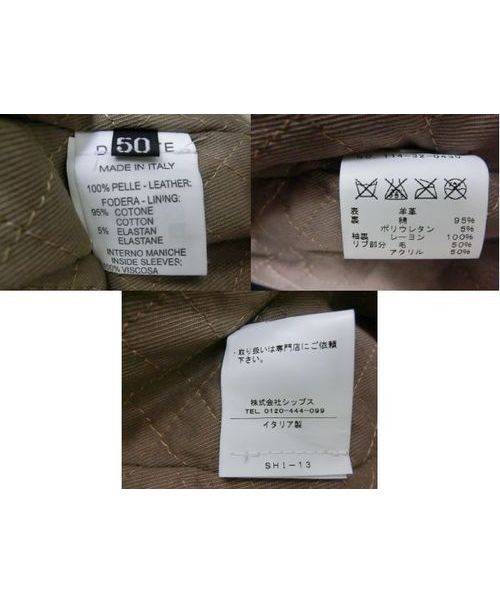 50
MADE IN ITALY
100% PELLE - LEATHER:
FODERA - LINING:
95% COTONE
COTTON
5% ELASTAN
ELASTANE
INTERNO MANICHE
INSIDE SLEEVES:
100% VISCOSA
表 羊革
裏 綿 95%
ポリウレタン 5%
袖裏 レーヨン 100%
リブ部分 毛 50%
アクリル 50%
・取り扱いは専門店にご依頼
下さい。
株式会社シップス
TEL. 0120-444-099
イタリア製
SHI-13